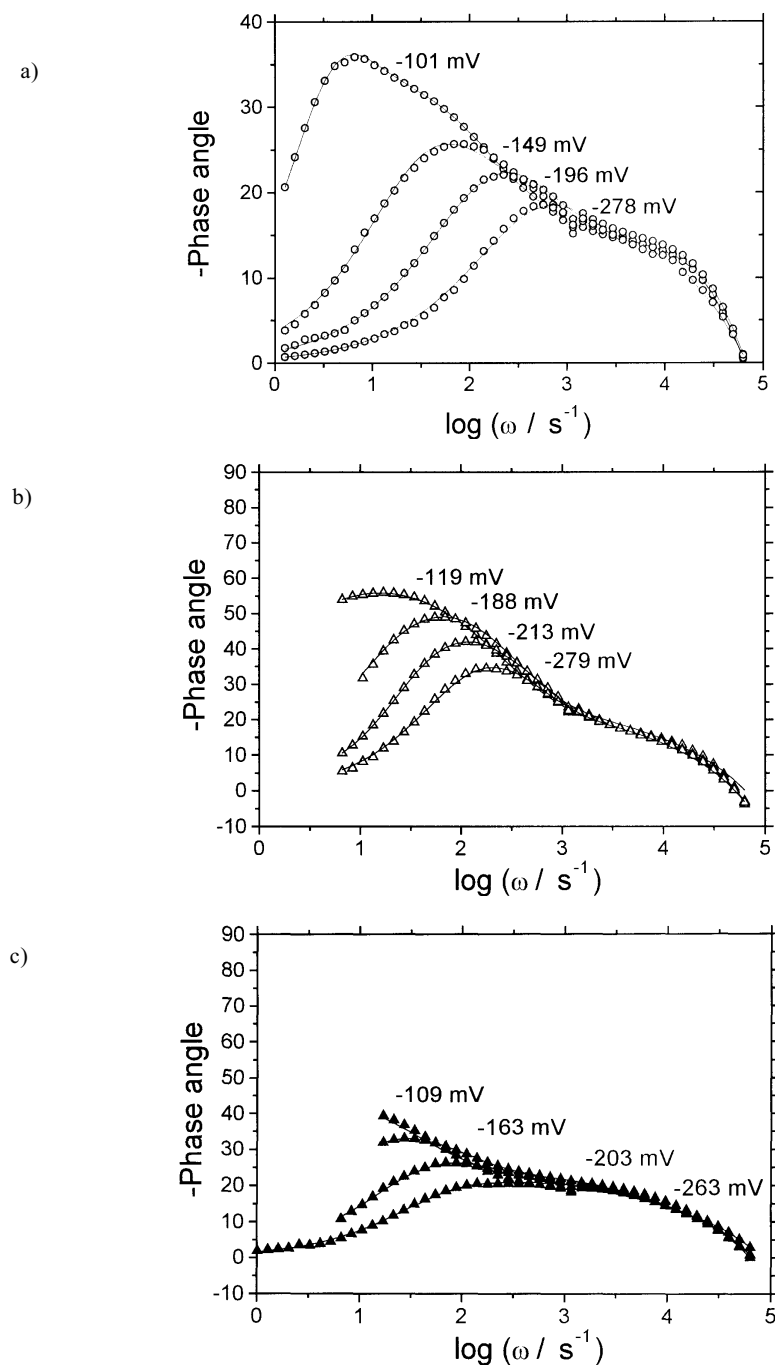 a)
-Phase angle
40
30
20
10
0
-101 mV
-149 mV
-196 mV
-278 mV
0 1 2 3 4 5
log (ω / s⁻¹)
b)
-Phase angle
90
80
70
60
50
40
30
20
10
0
-10
-119 mV
-188 mV
-213 mV
-279 mV
0 1 2 3 4 5
log (ω / s⁻¹)
c)
-Phase angle
90
80
70
60
50
40
30
20
10
0
-10
-109 mV
-163 mV
-203 mV
-263 mV
0 1 2 3 4 5
log (ω / s⁻¹)